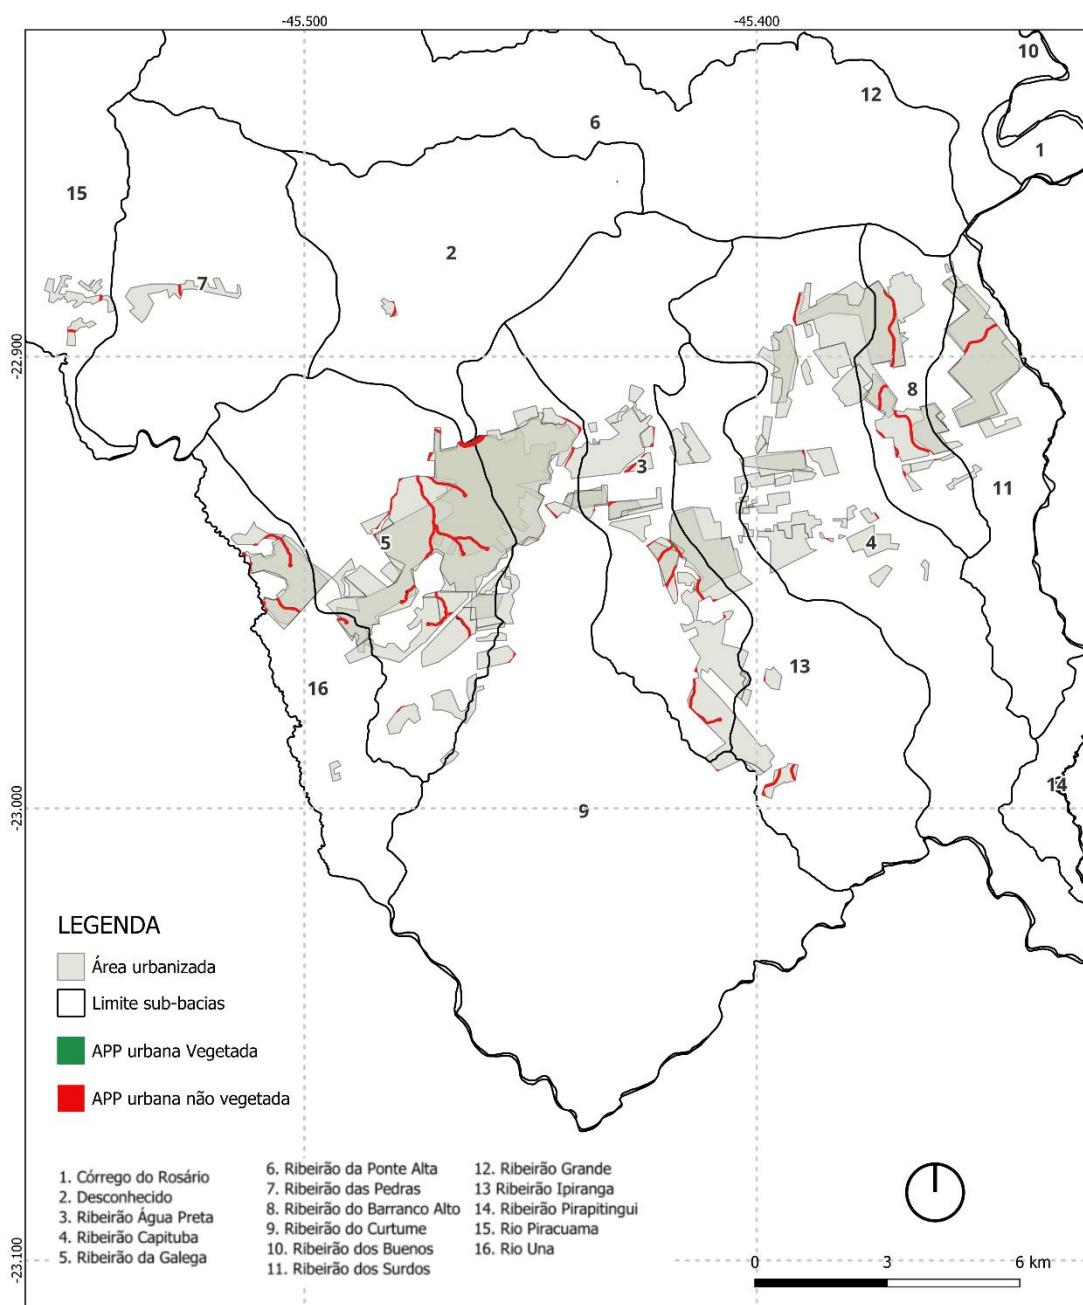 -45.500
-45.400
10
12
6
1
15
2
7
-22.900
8
3
11
5
4
13
16
14
-23.000
9
LEGENDA
Área urbanizada
Limite sub-bacias
APP urbana Vegetada
APP urbana não vegetada
1. Córrego do Rosário
2. Desconhecido
3. Ribeirão Água Preta
4. Ribeirão Capituba
5. Ribeirão da Galega
6. Ribeirão da Ponte Alta
7. Ribeirão das Pedras
8. Ribeirão do Barranco Alto
9. Ribeirão do Curtume
10. Ribeirão dos Buenos
11. Ribeirão dos Surdos
12. Ribeirão Grande
13 Ribeirão Ipiranga
14. Ribeirão Pirapitingui
15. Rio Piracuama
16. Rio Una
-23.100
0 3 6 km